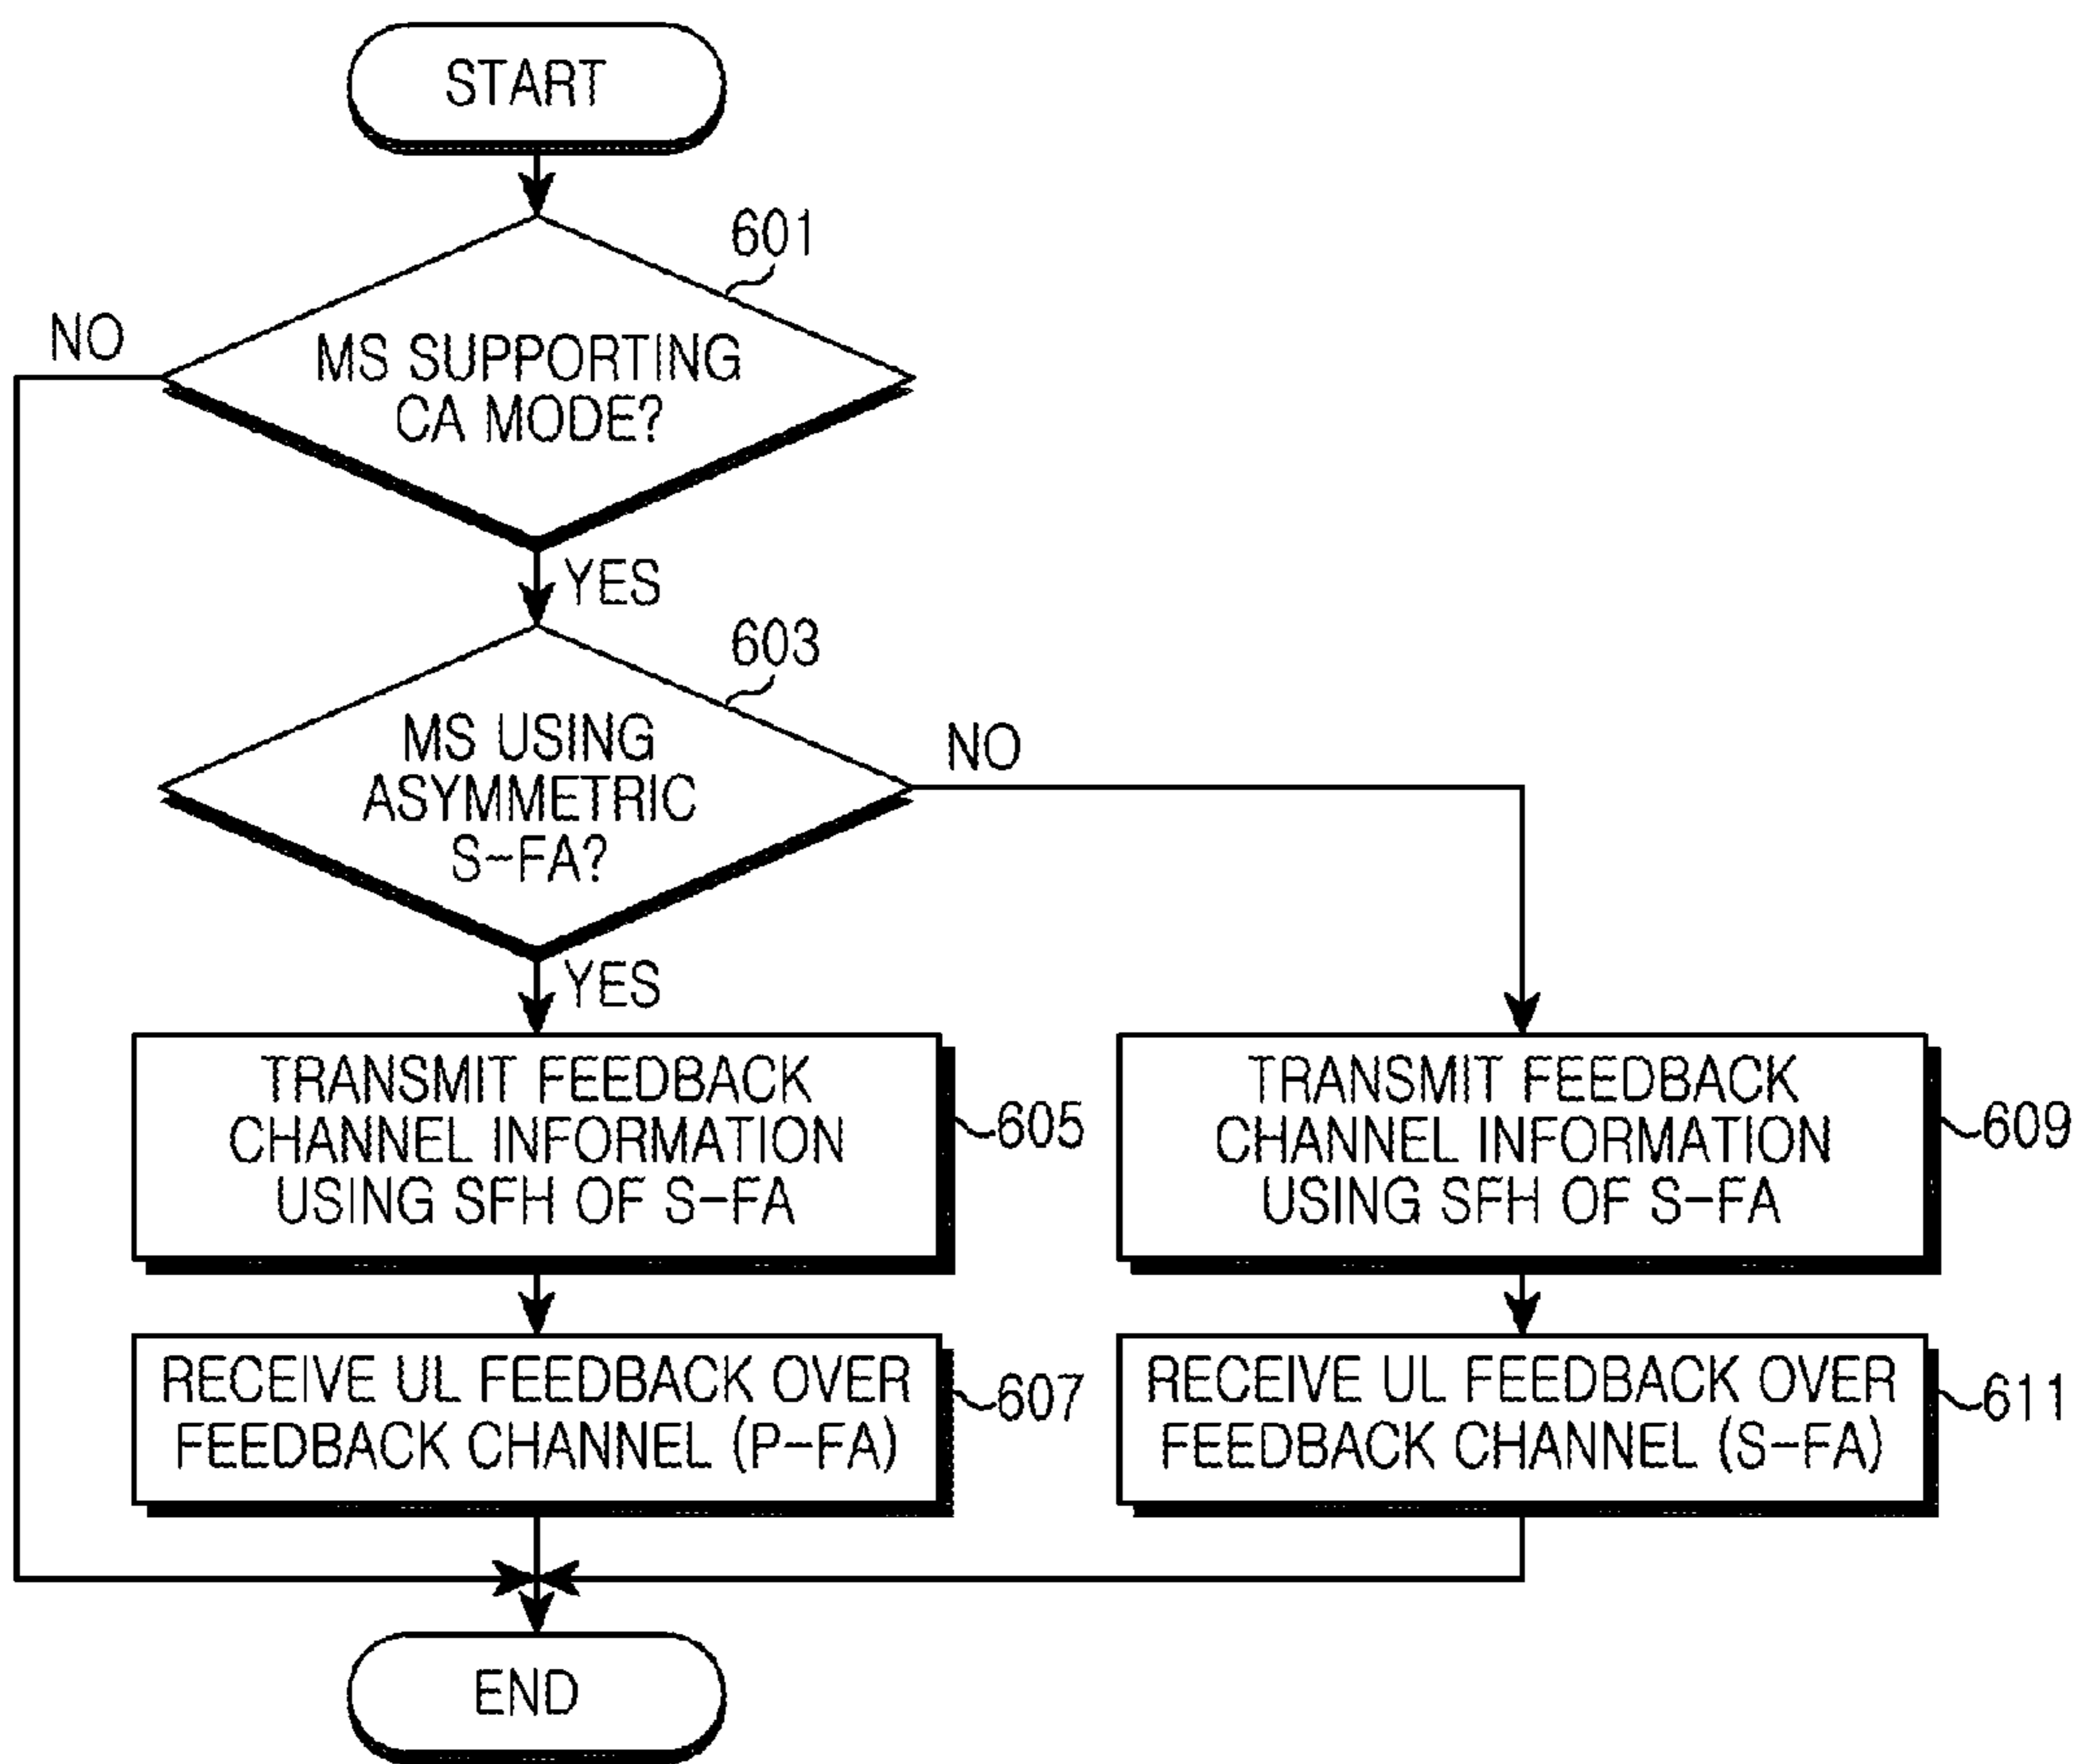 START
601
NO
MS SUPPORTING
CA MODE?
YES
603
MS USING
ASYMMETRIC
S-FA?
NO
YES
TRANSMIT FEEDBACK
CHANNEL INFORMATION
USING SFH OF S-FA
605
TRANSMIT FEEDBACK
CHANNEL INFORMATION
USING SFH OF S-FA
609
RECEIVE UL FEEDBACK OVER
FEEDBACK CHANNEL (P-FA)
607
RECEIVE UL FEEDBACK OVER
FEEDBACK CHANNEL (S-FA)
611
END